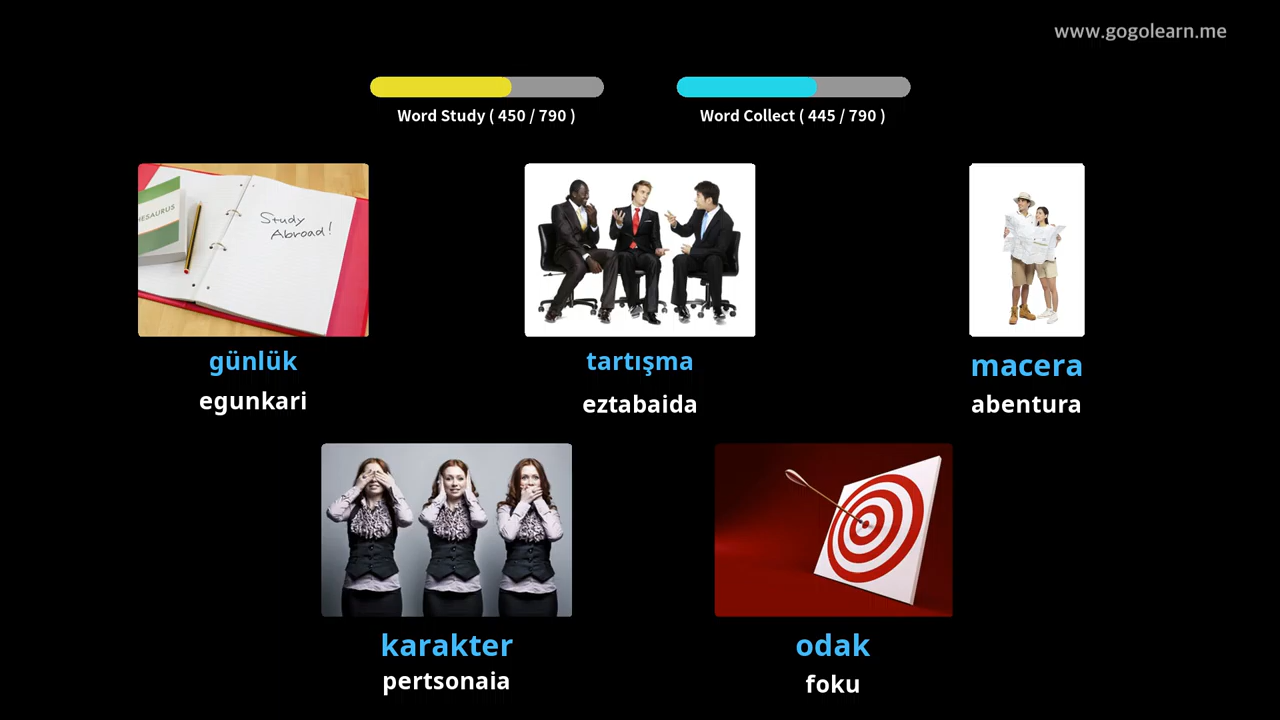 www.gogolearn.me
Word Study ( 450 / 790 )
Word Collect ( 445 / 790 )
HESAURUS
Study
Abroad!
günlük
egunkari
tartışma
eztabaida
macera
abentura
karakter
pertsonaia
odak
foku